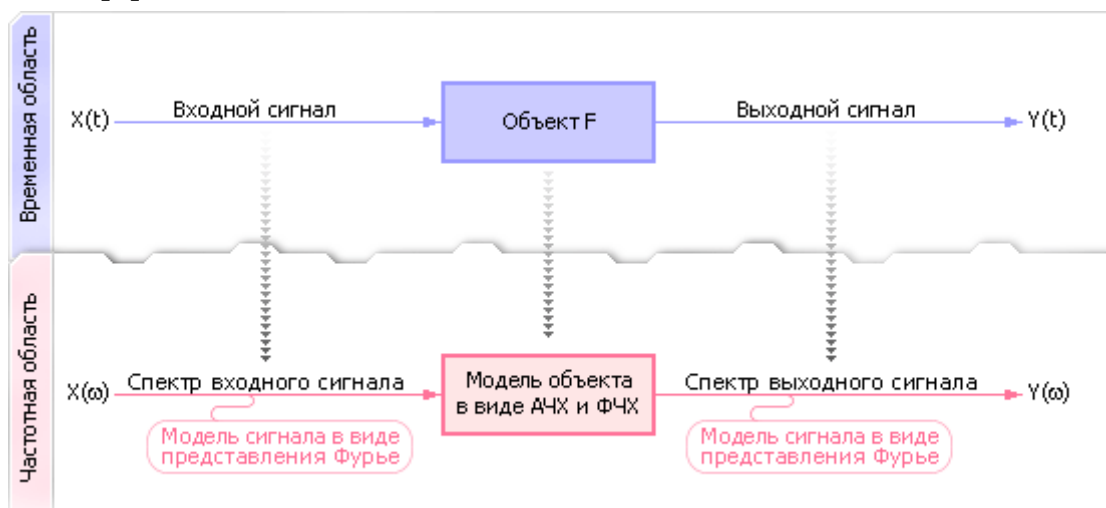 Временная область
X(t)
Входной сигнал
Объект F
Выходной сигнал
Y(t)
Частотная область
X(ω)
Спектр входного сигнала
Модель объекта
в виде АЧХ и ФЧХ
Спектр выходного сигнала
Y(ω)
Модель сигнала в виде
представления Фурье
Модель сигнала в виде
представления Фурье